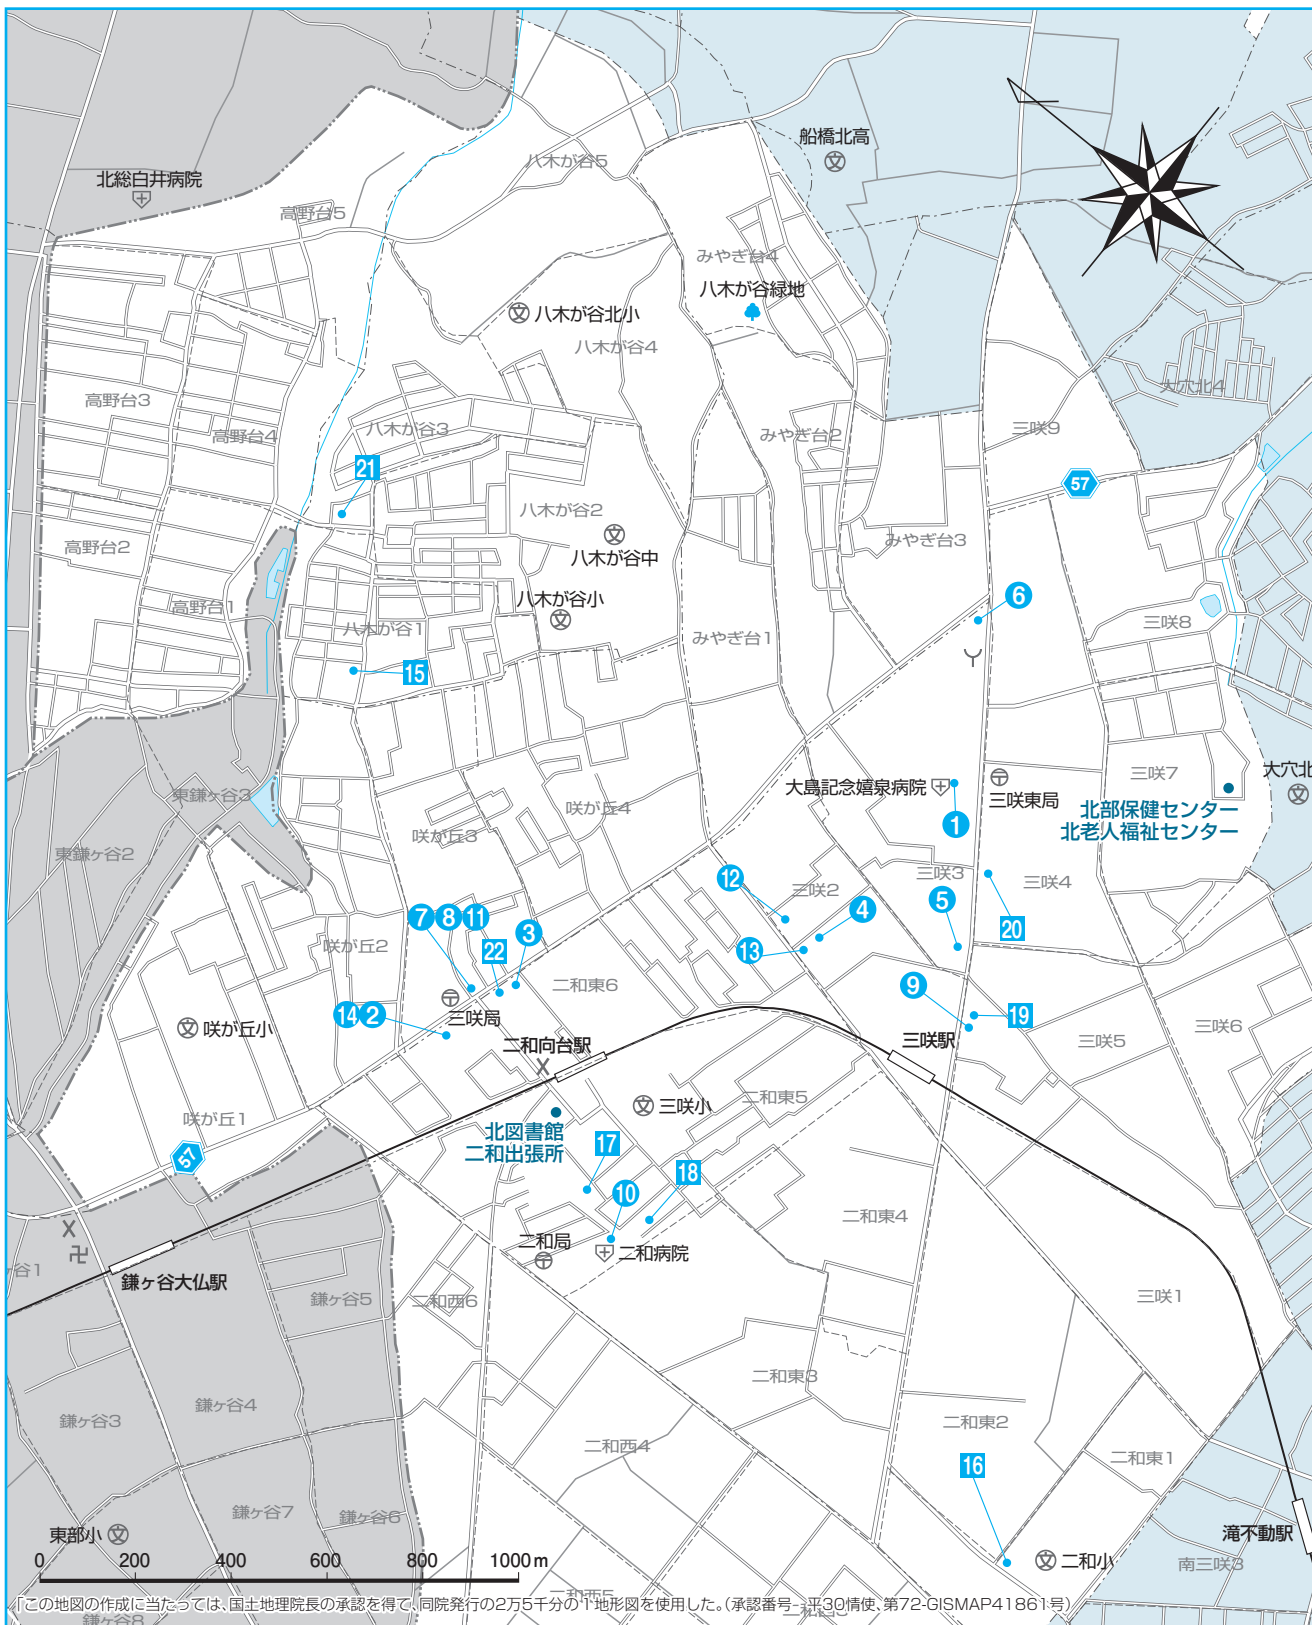 船橋北高
北総白井病院
八木が谷5
高野台5
みやぎ台4
八木が谷緑地
八木が谷北小
八木が谷4
大穴北4
高野台3
高野台4
八木が谷3
みやぎ台2
三咲9
21
57
八木が谷2
みやぎ台3
高野台2
八木が谷中
八木が谷小
6
高野台1
八木が谷1
みやぎ台1
三咲8
15
大島記念嬉泉病院
三咲東局
三咲7
大穴北
東鎌ヶ谷3
咲が丘4
北部保健センター
北老人福祉センター
咲が丘3
1
東鎌ヶ谷2
12
三咲2
三咲3
三咲4
7 8 11
3
4
5
20
咲が丘2
22
13
二和東6
9
14 2
三咲局
19
咲が丘小
三咲6
二和向台駅
三咲駅
三咲5
二和東5
三咲小
咲が丘1
北図書館
二和出張所
57
17
18
10
二和東4
二和局
二和病院
谷1
鎌ヶ谷大仏駅
鎌ヶ谷5
二和西6
三咲1
二和東3
鎌ヶ谷4
鎌ヶ谷3
二和東2
二和西4
二和東1
16
鎌ヶ谷7
鎌ヶ谷6
東部小
滝不動駅
二和小
南三咲3
0 200 400 600 800 1000m
二和西5
「この地図の作成に当たっては、国土地理院長の承認を得て、同院発行の2万5千分の1地形図を使用した。(承認番号 平30情使、第72-GISMAP41861号)
鎌ヶ谷8